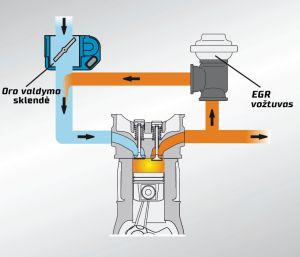 Oro valdymo
sklendė
EGR
vožtuvas